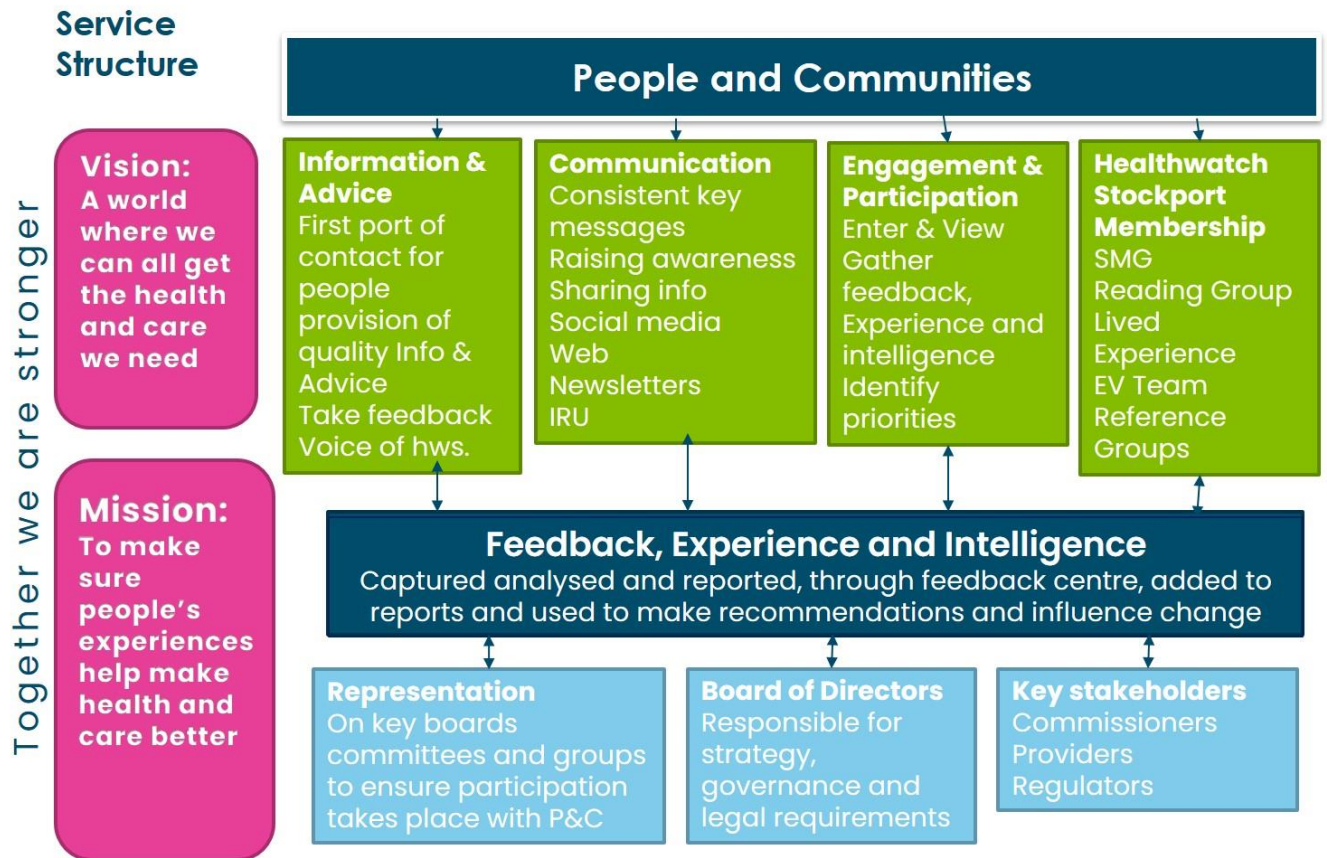 Service
Structure
People and Communities
Together we are stronger
Vision:
A world
where we
can all get
the health
and care
we need
Mission:
To make
sure
people's
experiences
help make
health and
care better
Information &
Advice
First port of
contact for
people
provision of
quality Info &
Advice
Take feedback
Voice of hws.
Communication
Consistent key
messages
Raising awareness
Sharing info
Social media
Web
Newsletters
IRU
Engagement &
Participation
Enter & View
Gather
feedback,
Experience and
intelligence
Identify
priorities
Healthwatch
Stockport
Membership
SMG
Reading Group
Lived
Experience
EV Team
Reference
Groups
Feedback, Experience and Intelligence
Captured analysed and reported, through feedback centre, added to
reports and used to make recommendations and influence change
Representation
On key boards
committees and groups
to ensure participation
takes place with P&C
Board of Directors
Responsible for
strategy,
governance and
legal requirements
Key stakeholders
Commissioners
Providers
Regulators